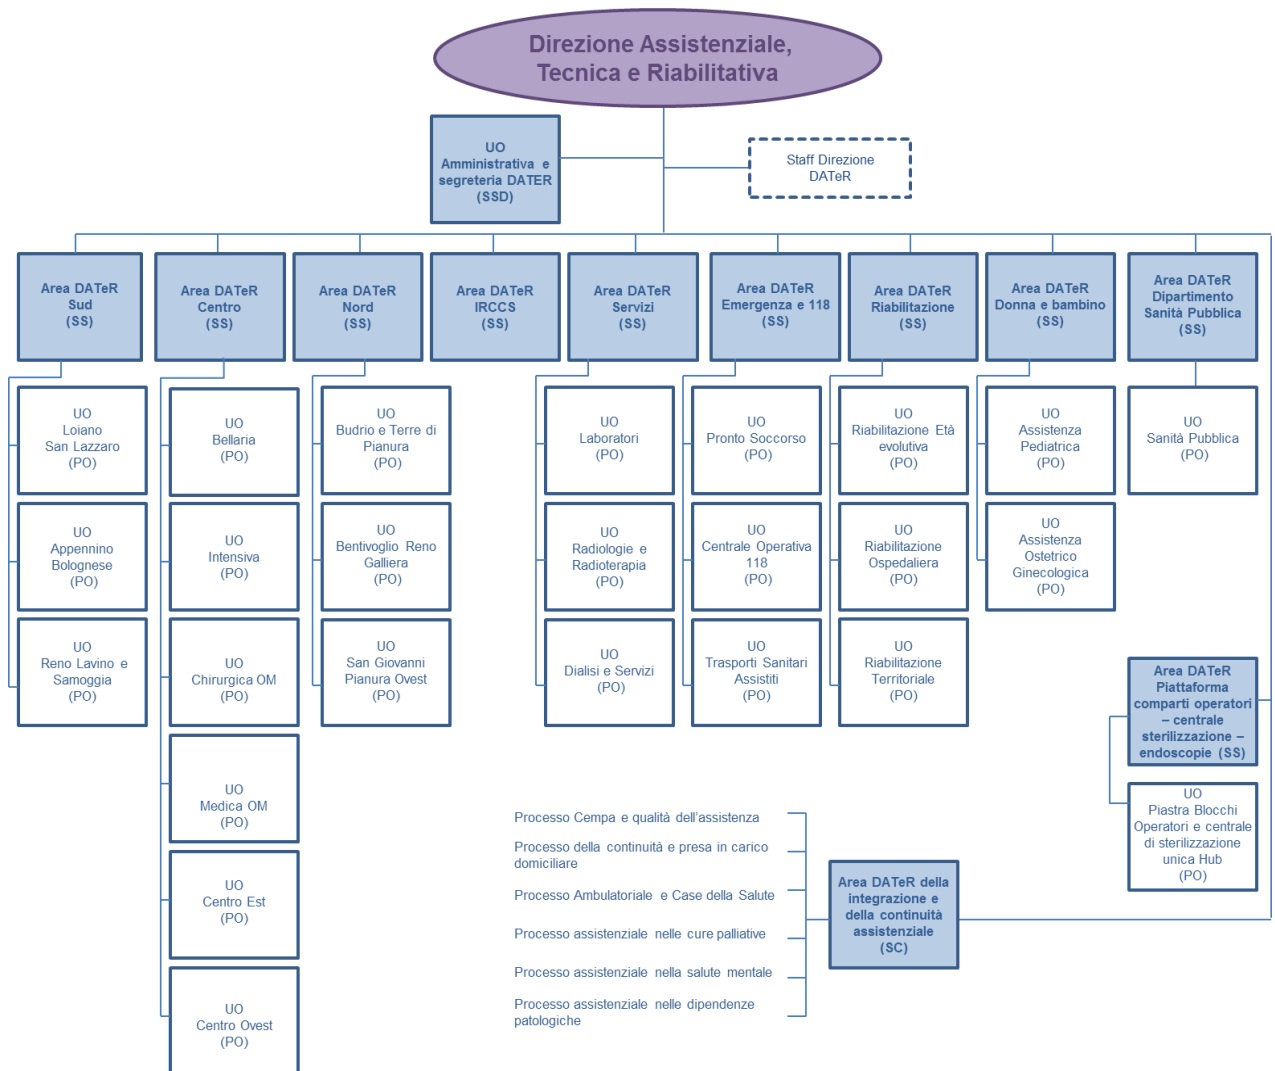 Direzione Assistenziale,
Tecnica e Riabilitativa
UO
Amministrativa e
segreteria DATER
(SSD)
Staff Direzione
DATeR
Area DATeR
Sud
(SS)
Area DATeR
Centro
(SS)
Area DATeR
Nord
(SS)
Area DATeR
IRCCS
(SS)
Area DATeR
Servizi
(SS)
Area DATeR
Emergenza e 118
(SS)
Area DATeR
Riabilitazione
(SS)
Area DATeR
Donna e bambino
(SS)
Area DATeR
Dipartimento
Sanità Pubblica
(SS)
UO
Loiano
San Lazzaro
(PO)
UO
Bellaria
(PO)
UO
Budrio e Terre di
Pianura
(PO)
UO
Laboratori
(PO)
UO
Pronto Soccorso
(PO)
UO
Riabilitazione Età
evolutiva
(PO)
UO
Assistenza
Pediatrica
(PO)
UO
Sanità Pubblica
(PO)
UO
Appennino
Bolognese
(PO)
UO
Intensiva
(PO)
UO
Bentivoglio Reno
Galliera
(PO)
UO
Radiologie e
Radioterapia
(PO)
UO
Centrale Operativa
118
(PO)
UO
Riabilitazione
Ospedaliera
(PO)
UO
Assistenza
Ostetrico
Ginecologica
(PO)
UO
Reno Lavino e
Samoggia
(PO)
UO
Chirurgica OM
(PO)
UO
San Giovanni
Pianura Ovest
(PO)
UO
Dialisi e Servizi
(PO)
UO
Trasporti Sanitari
Assistiti
(PO)
UO
Riabilitazione
Territoriale
(PO)
Area DATeR
Piattaforma
comparti operatori
– centrale
sterilizzazione –
endoscopie (SS)
UO
Medica OM
(PO)
UO
Piastra Blocchi
Operatori e centrale
di sterilizzazione
unica Hub
(PO)
Processo Cempa e qualità dell'assistenza
Processo della continuità e presa in carico
domiciliare
Processo Ambulatoriale e Case della Salute
Processo assistenziale nelle cure palliative
Processo assistenziale nella salute mentale
Processo assistenziale nelle dipendenze
patologiche
Area DATeR della
integrazione e
della continuità
assistenziale
(SC)
UO
Centro Est
(PO)
UO
Centro Ovest
(PO)